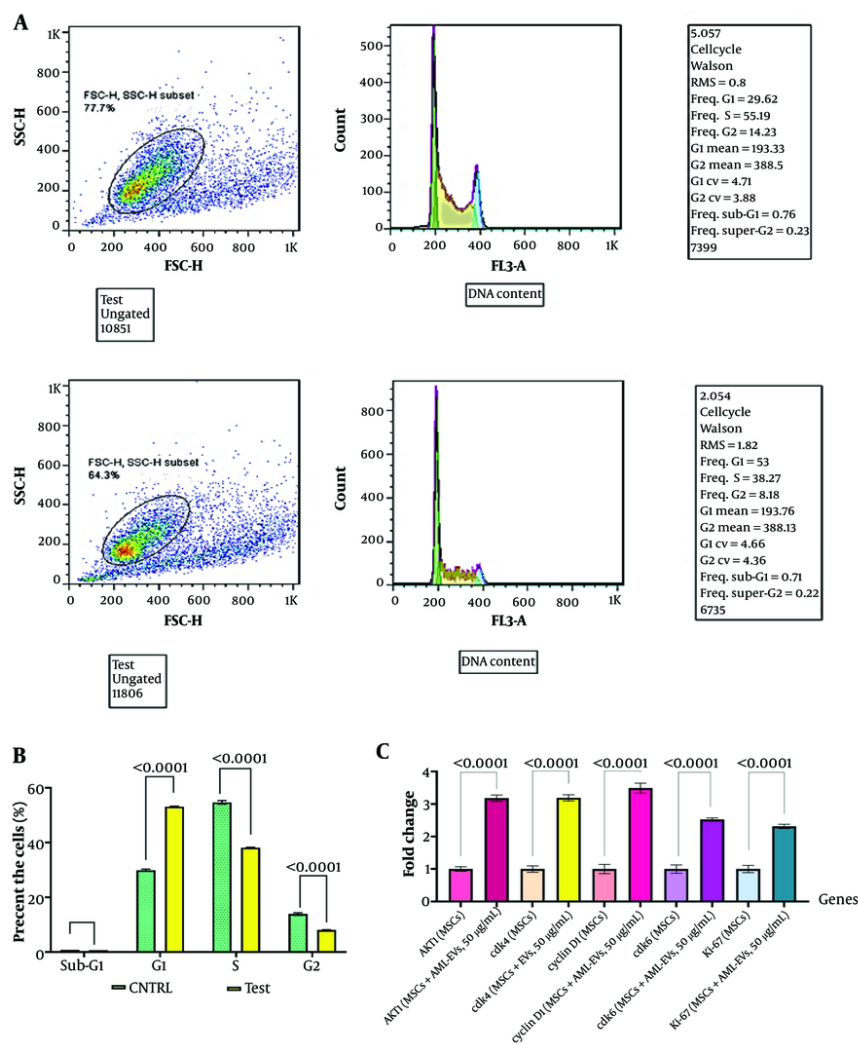 A
1K
800
600
400
200
0
SSC-H
FSC-H, SSC-H subset
77.7%
0 200 400 600 800 1K
FSC-H
Test
Ungated
10851
500
400
300
200
100
0
Count
0 200 400 600 800 1K
FL3-A
DNA content
5.057
Cellcycle
Walson
RMS = 0.8
Freq. G1 = 29.62
Freq. S = 55.19
Freq. G2 = 14.23
G1 mean = 193.33
G2 mean = 388.5
G1 cv = 4.71
G2 cv = 3.88
Freq. sub-G1 = 0.76
Freq. super-G2 = 0.23
7399
1K
800
600
400
200
0
SSC-H
FSC-H, SSC-H subset
64.3%
0 200 400 600 800 1K
FSC-H
Test
Ungated
11806
800
600
400
200
0
Count
0 200 400 600 800 1K
FL3-A
DNA content
2.054
Cellcycle
Walson
RMS = 1.82
Freq. G1 = 53
Freq. S = 38.27
Freq. G2 = 8.18
G1 mean = 193.76
G2 mean = 388.13
G1 cv = 4.66
G2 cv = 4.36
Freq. sub-G1 = 0.71
Freq. super-G2 = 0.22
6735
B
Precent the cells (%)
60
40
20
0
<0.0001 <0.0001 <0.0001
Sub-G1 G1 S G2
CNTRL Test
C
Fold change
4
3
2
1
0
<0.0001 <0.0001 <0.0001 <0.0001 <0.0001
Genes
AKT1 (MSCs)
AKT1 (MSCs + AML-EVs, 50 µg/mL)
cdk4 (MSCs)
cdk4 (MSCs + EVs, 50 µg/mL)
cyclin D1 (MSCs)
cyclin D1 (MSCs + AML-EVs, 50 µg/mL)
cdk6 (MSCs)
cdk6 (MSCs + AML-EVs, 50 µg/mL)
Ki-67 (MSCs)
Ki-67 (MSCs + AML-EVs, 50 µg/mL)